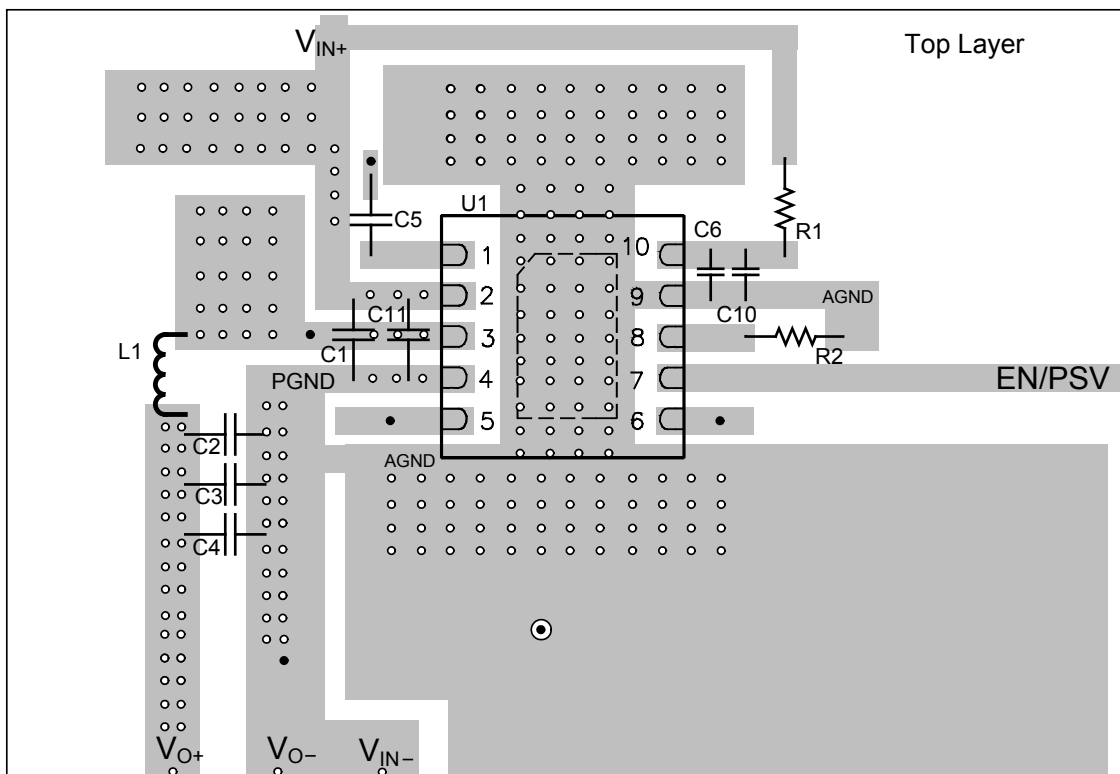 VIN+
Top Layer
U1
C5
C6
R1
1
10
2
9
AGND
C11
C10
L1
C1
3
8
R2
PGND
4
7
EN/PSV
5
6
C2
AGND
C3
C4
VO+
VO−
VIN−